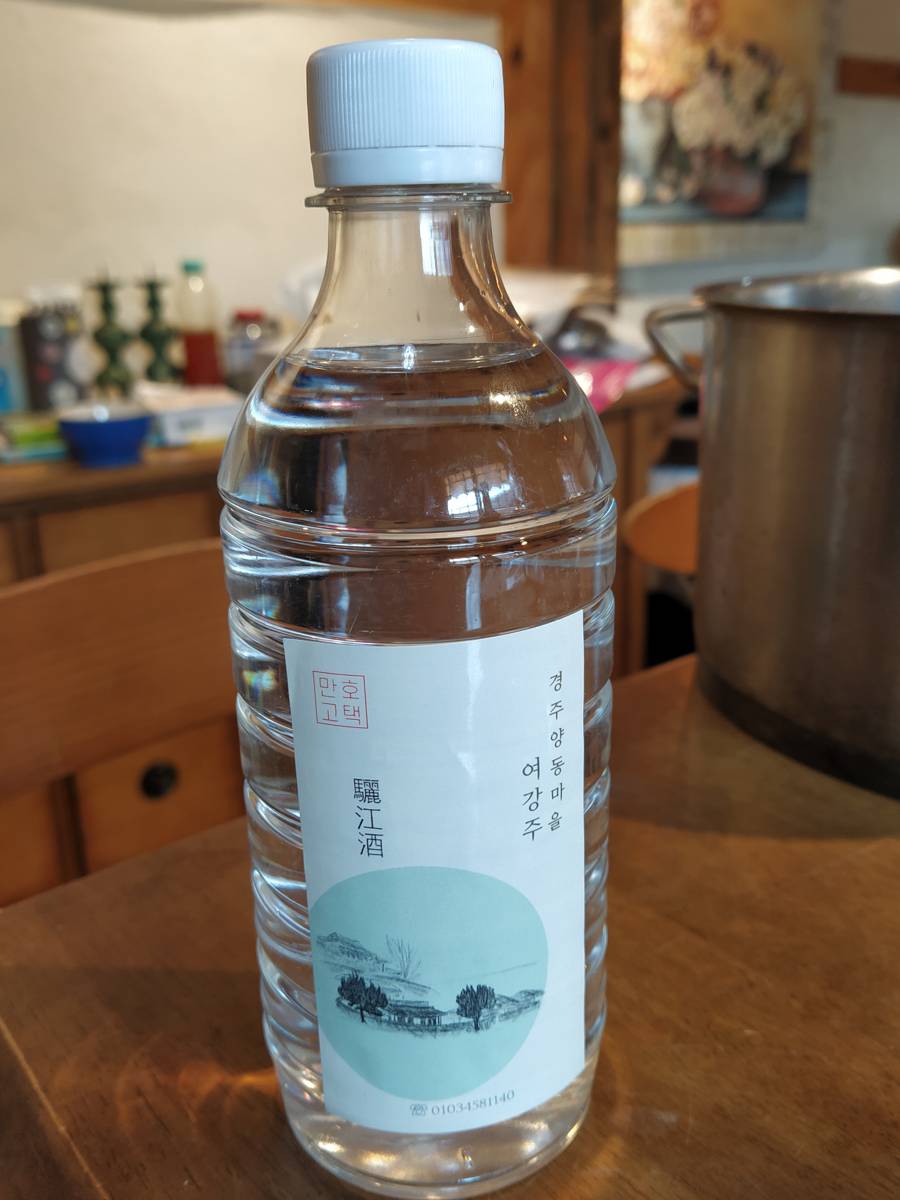 만호
고택
경주양동마을
여강주
驪江酒
☎ 01034581140